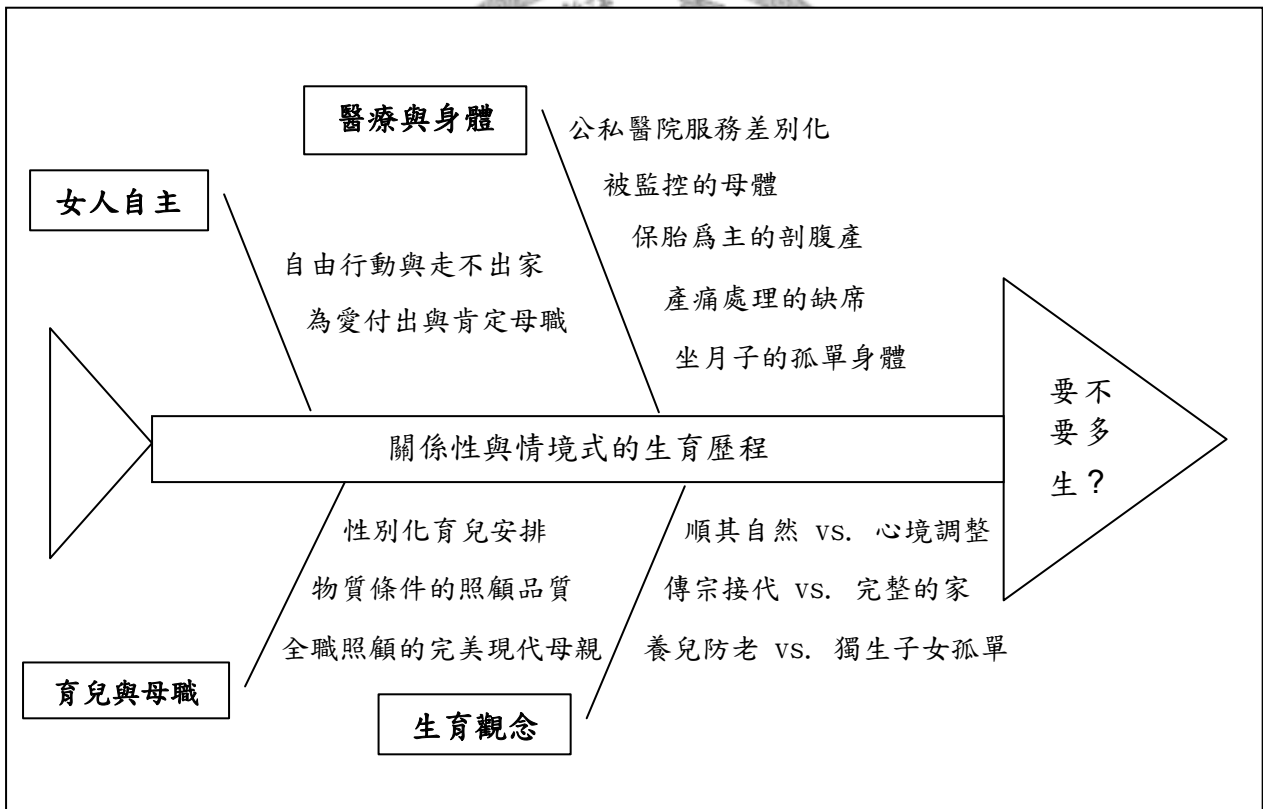 醫療與身體
公私醫院服務差別化
被監控的母體
保胎爲主的剖腹產
產痛處理的缺席
坐月子的孤單身體
女人自主
自由行動與走不出家
為愛付出與肯定母職
關係性與情境式的生育歷程
要不
要多
生？
性別化育兒安排
物質條件的照顧品質
全職照顧的完美現代母親
育兒與母職
順其自然 vs. 心境調整
傳宗接代 vs. 完整的家
養兒防老 vs. 獨生子女孤單
生育觀念